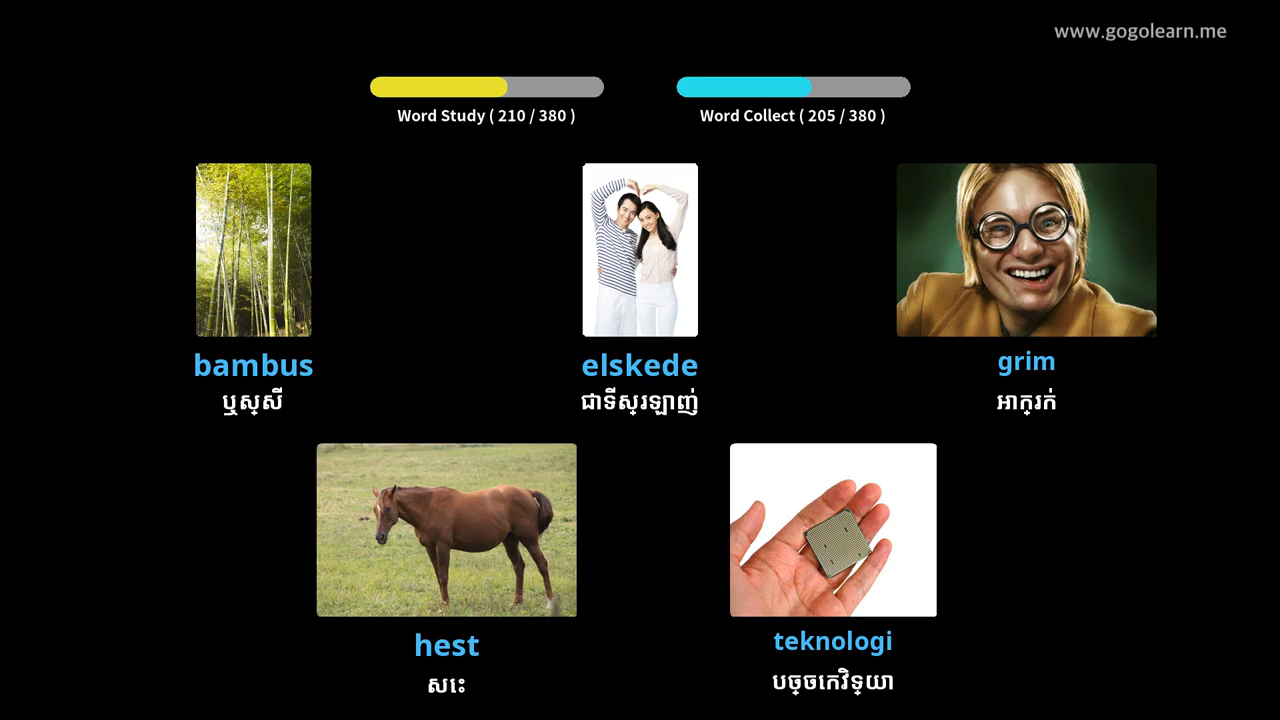 www.gogolearn.me
Word Study ( 210 / 380 )
Word Collect ( 205 / 380 )
bambus
ឬស្សី
elskede
ជាទីស្រឡាញ់
grim
អាក្រក់
hest
សេះ
teknologi
បច្ចេកវិទ្យា